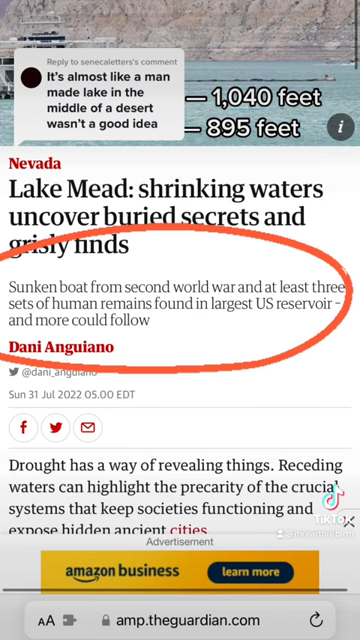 Reply to senecaletters's comment
It's almost like a man
made lake in the
middle of a desert
wasn't a good idea
— 1,040 feet
— 895 feet
i
Nevada
Lake Mead: shrinking waters
uncover buried secrets and
grisly finds
Sunken boat from second world war and at least three
sets of human remains found in largest US reservoir –
and more could follow
Dani Anguiano
@dani_anguiano
Sun 31 Jul 2022 05.00 EDT
Drought has a way of revealing things. Receding
waters can highlight the precarity of the crucial
systems that keep societies functioning and
expose hidden ancient cities
TikTok
Advertisement
amazon business
learn more
AA
amp.theguardian.com